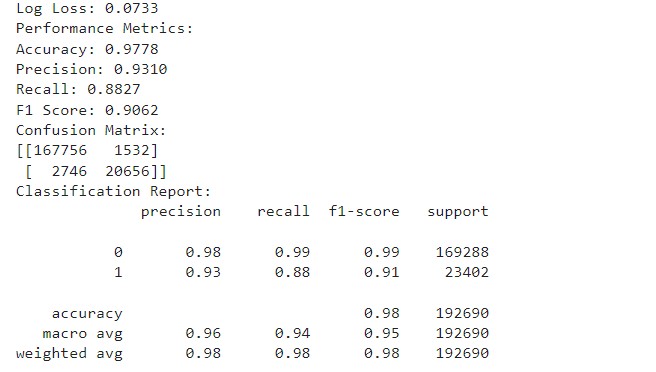 Log Loss: 0.0733
Performance Metrics:
Accuracy: 0.9778
Precision: 0.9310
Recall: 0.8827
F1 Score: 0.9062
Confusion Matrix:
[[167756   1532]
 [  2746  20656]]
Classification Report:
              precision    recall  f1-score   support

           0       0.98      0.99      0.99    169288
           1       0.93      0.88      0.91     23402

    accuracy                           0.98    192690
   macro avg       0.96      0.94      0.95    192690
weighted avg       0.98      0.98      0.98    192690